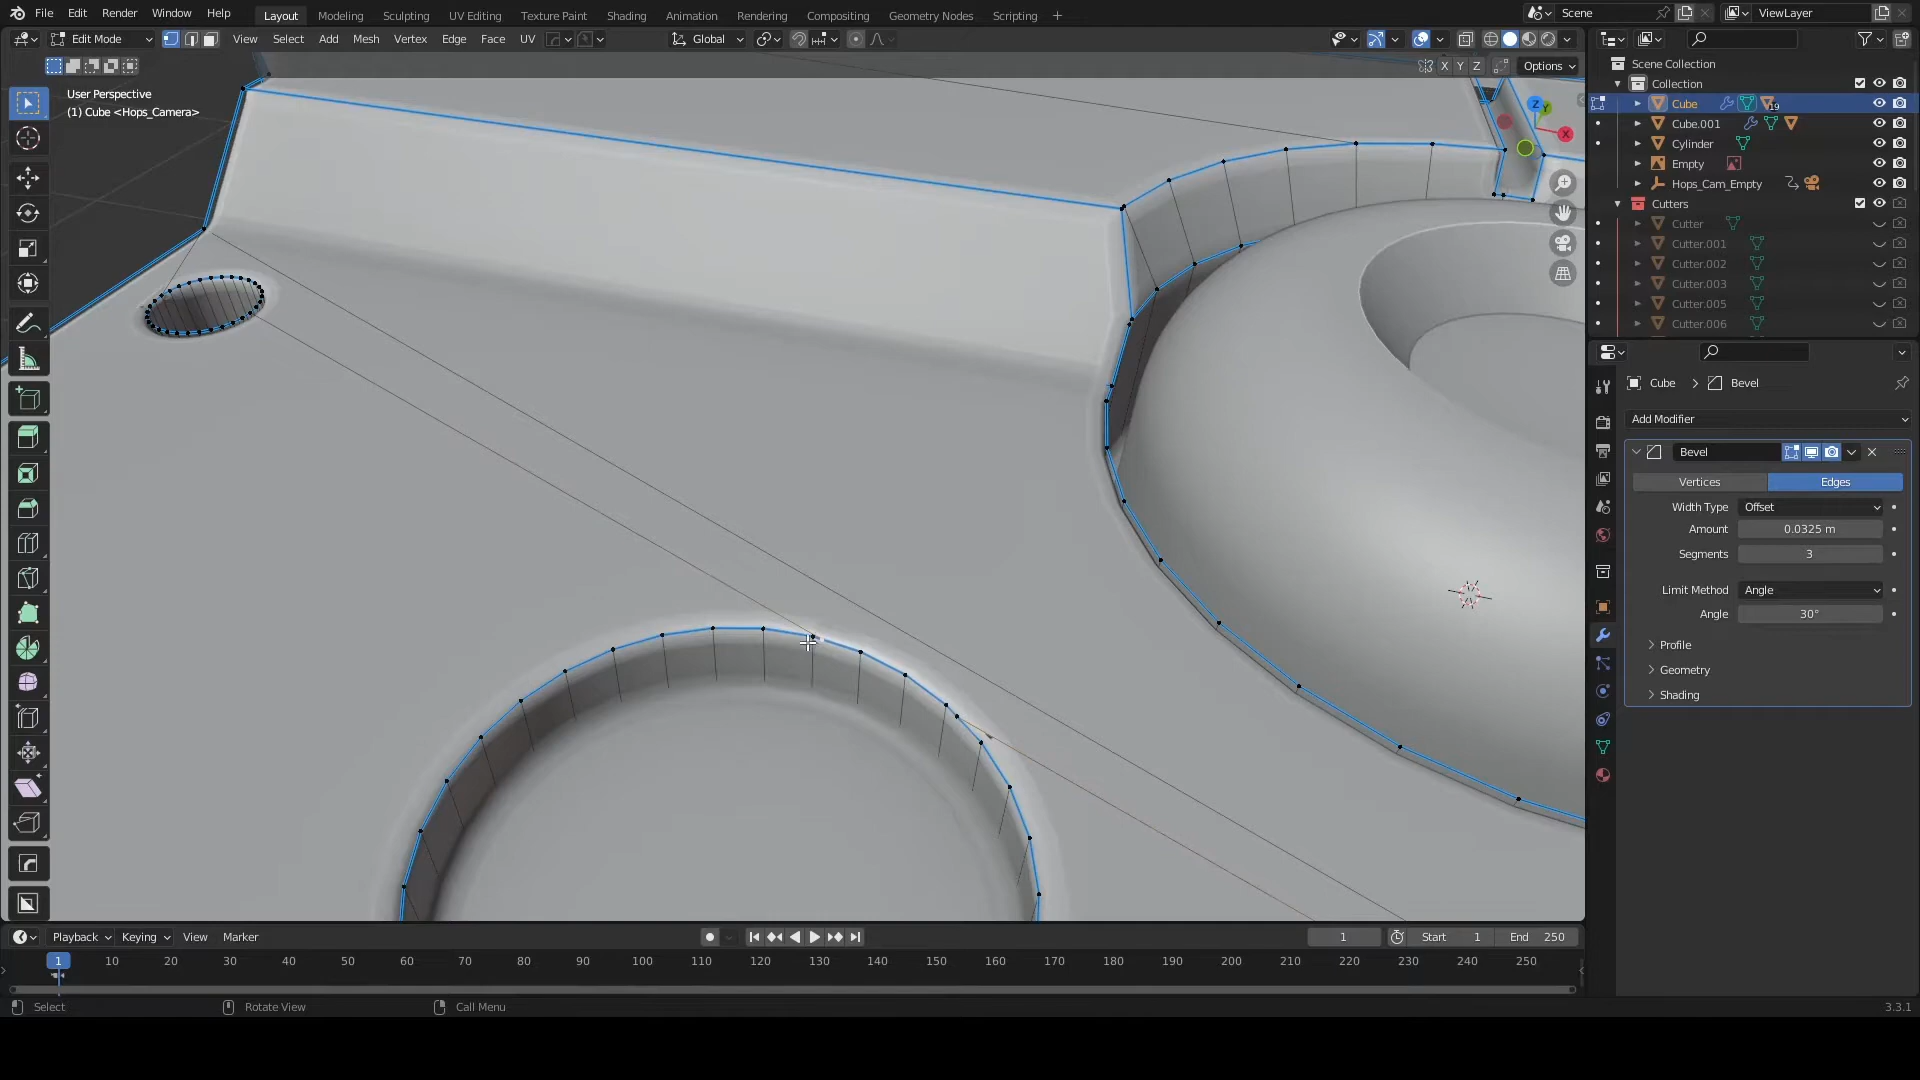 File Edit Render Window Help Layout Modeling Sculpting UV Editing Texture Paint Shading Animation Rendering Compositing Geometry Nodes Scripting + Scene ViewLayer
Edit Mode View Select Add Mesh Vertex Edge Face UV Global
X Y Z Options
User Perspective
(1) Cube <Hops_Camera>
Z Y X
Scene Collection
Collection
Cube 19
Cube.001
Cylinder
Empty
Hops_Cam_Empty
Cutters
Cutter
Cutter.001
Cutter.002
Cutter.003
Cutter.005
Cutter.006
Cube > Bevel
Add Modifier
Bevel
Vertices Edges
Width Type Offset
Amount 0.0325 m
Segments 3
Limit Method Angle
Angle 30°
Profile
Geometry
Shading
Playback Keying View Marker 1 Start 1 End 250
1 10 20 30 40 50 60 70 80 90 100 110 120 130 140 150 160 170 180 190 200 210 220 230 240 250
Select Rotate View Call Menu 3.3.1